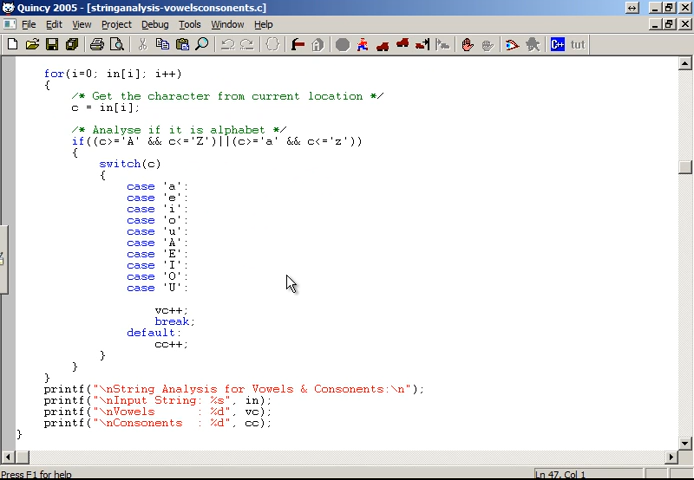 Quincy 2005 - [stringanalysis-vowelsconsonents.c]
File Edit View Project Debug Tools Window Help
C++ tut
for(i=0; in[i]; i++)
{
/* Get the character from current location */
c = in[i];
/* Analyse if it is alphabet */
if((c>='A' && c<='Z')||(c>='a' && c<='z'))
{
switch(c)
{
case 'a':
case 'e':
case 'i':
case 'o':
case 'u':
case 'A':
case 'E':
case 'I':
case 'O':
case 'U':
vc++;
break;
default:
cc++;
}
}
}
printf("\nString Analysis for Vowels & Consonents:\n");
printf("\nInput String: %s", in);
printf("\nVowels : %d", vc);
printf("\nConsonents : %d", cc);
}
Press F1 for help
Ln 47, Col 1